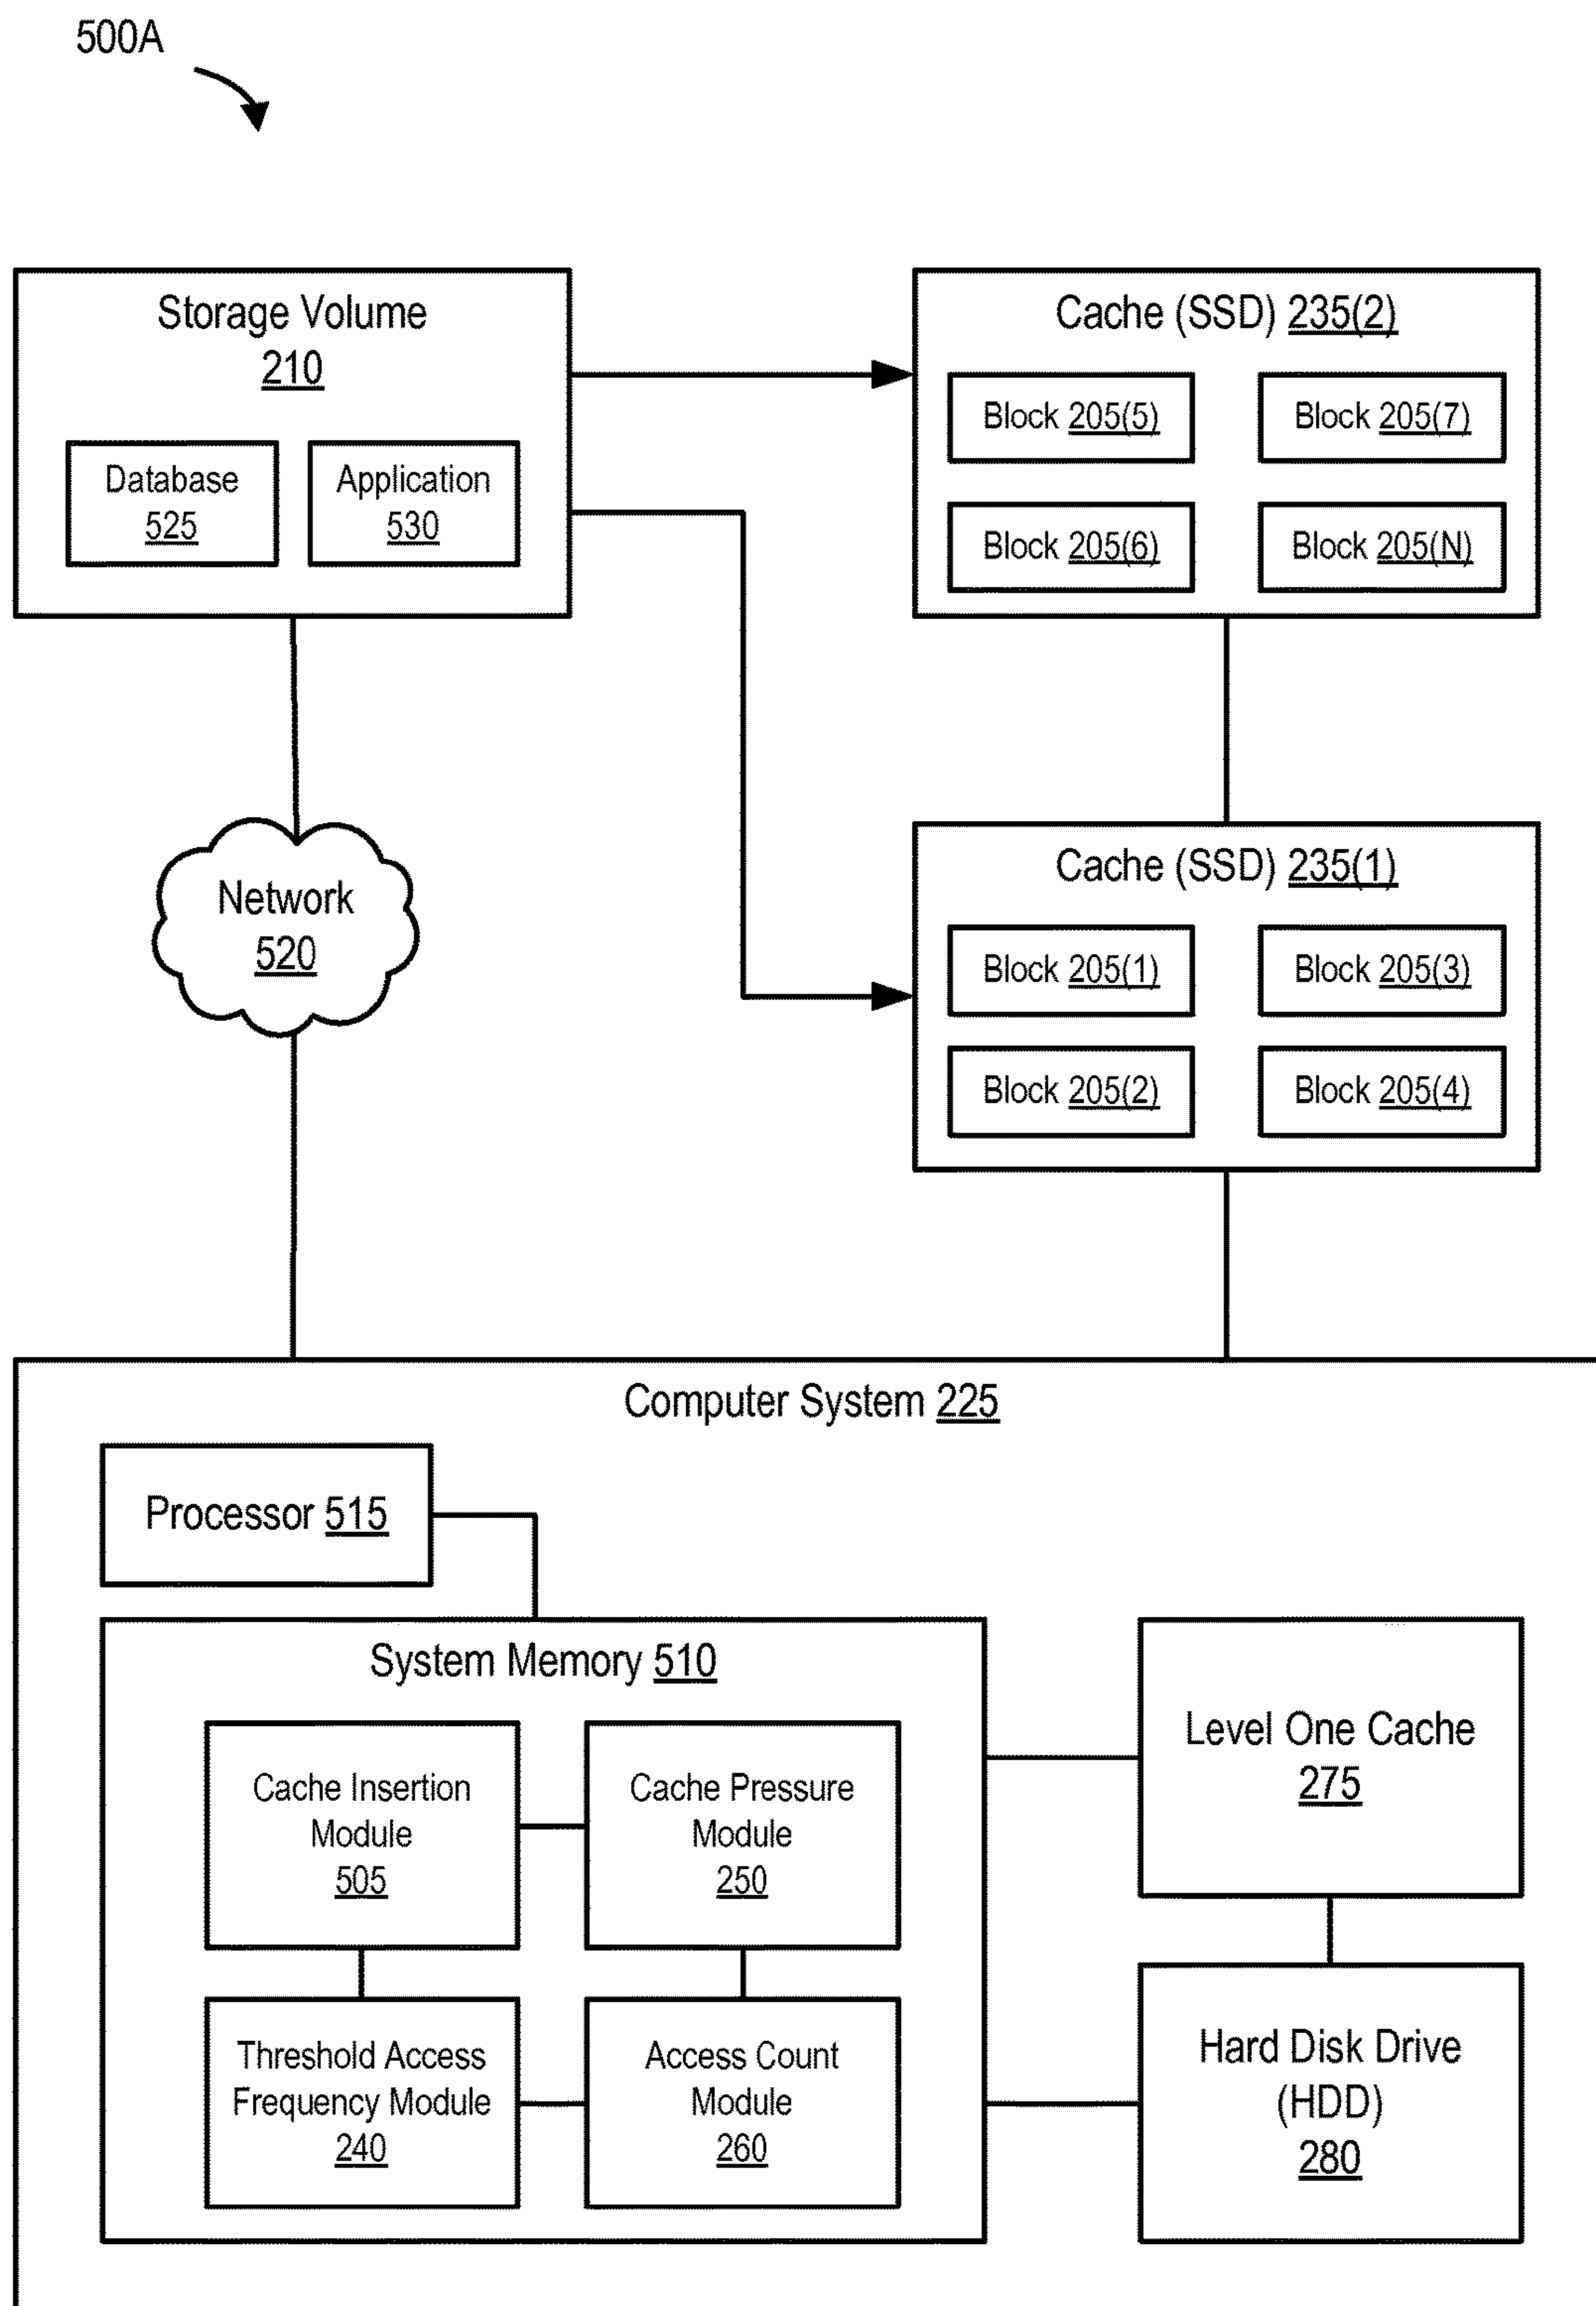 500A
Storage Volume
210
Database
525
Application
530
Cache (SSD) 235(2)
Block 205(5)
Block 205(7)
Block 205(6)
Block 205(N)
Network
520
Cache (SSD) 235(1)
Block 205(1)
Block 205(3)
Block 205(2)
Block 205(4)
Computer System 225
Processor 515
System Memory 510
Cache Insertion
Module
505
Cache Pressure
Module
250
Threshold Access
Frequency Module
240
Access Count
Module
260
Level One Cache
275
Hard Disk Drive
(HDD)
280